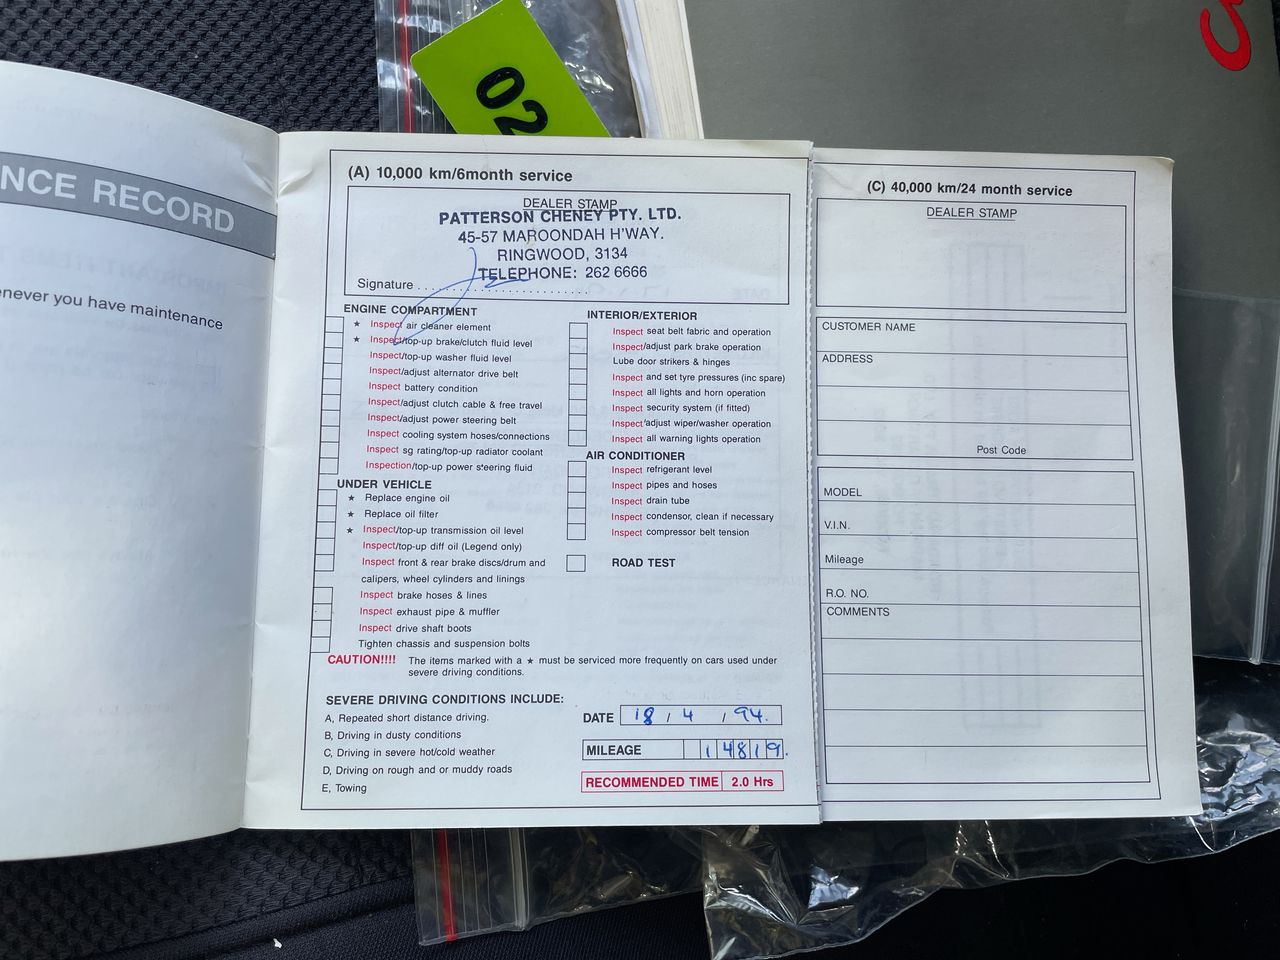 NCE RECORD
enever you have maintenance
02
(A) 10,000 km/6month service
DEALER STAMP
PATTERSON CHENEY PTY. LTD.
45-57 MAROONDAH H'WAY.
RINGWOOD, 3134
TELEPHONE: 262 6666
Signature
ENGINE COMPARTMENT
★ Inspect air cleaner element
★ Inspect/top-up brake/clutch fluid level
Inspect/top-up washer fluid level
Inspect/adjust alternator drive belt
Inspect battery condition
Inspect/adjust clutch cable & free travel
Inspect/adjust power steering belt
Inspect cooling system hoses/connections
Inspect sg rating/top-up radiator coolant
Inspection/top-up power steering fluid
UNDER VEHICLE
★ Replace engine oil
★ Replace oil filter
★ Inspect/top-up transmission oil level
Inspect/top-up diff oil (Legend only)
Inspect front & rear brake discs/drum and
calipers, wheel cylinders and linings
Inspect brake hoses & lines
Inspect exhaust pipe & muffler
Inspect drive shaft boots
Tighten chassis and suspension bolts
INTERIOR/EXTERIOR
Inspect seat belt fabric and operation
Inspect/adjust park brake operation
Lube door strikers & hinges
Inspect and set tyre pressures (inc spare)
Inspect all lights and horn operation
Inspect security system (if fitted)
Inspect/adjust wiper/washer operation
Inspect all warning lights operation
AIR CONDITIONER
Inspect refrigerant level
Inspect pipes and hoses
Inspect drain tube
Inspect condensor, clean if necessary
Inspect compressor belt tension
ROAD TEST
CAUTION!!!! The items marked with a ★ must be serviced more frequently on cars used under
severe driving conditions.
SEVERE DRIVING CONDITIONS INCLUDE:
A, Repeated short distance driving.
B, Driving in dusty conditions
C, Driving in severe hot/cold weather
D, Driving on rough and or muddy roads
E, Towing
DATE 18 / 4 / 94.
MILEAGE 14819.
RECOMMENDED TIME 2.0 Hrs
(C) 40,000 km/24 month service
DEALER STAMP
CUSTOMER NAME
ADDRESS
Post Code
MODEL
V.I.N.
Mileage
R.O. NO.
COMMENTS